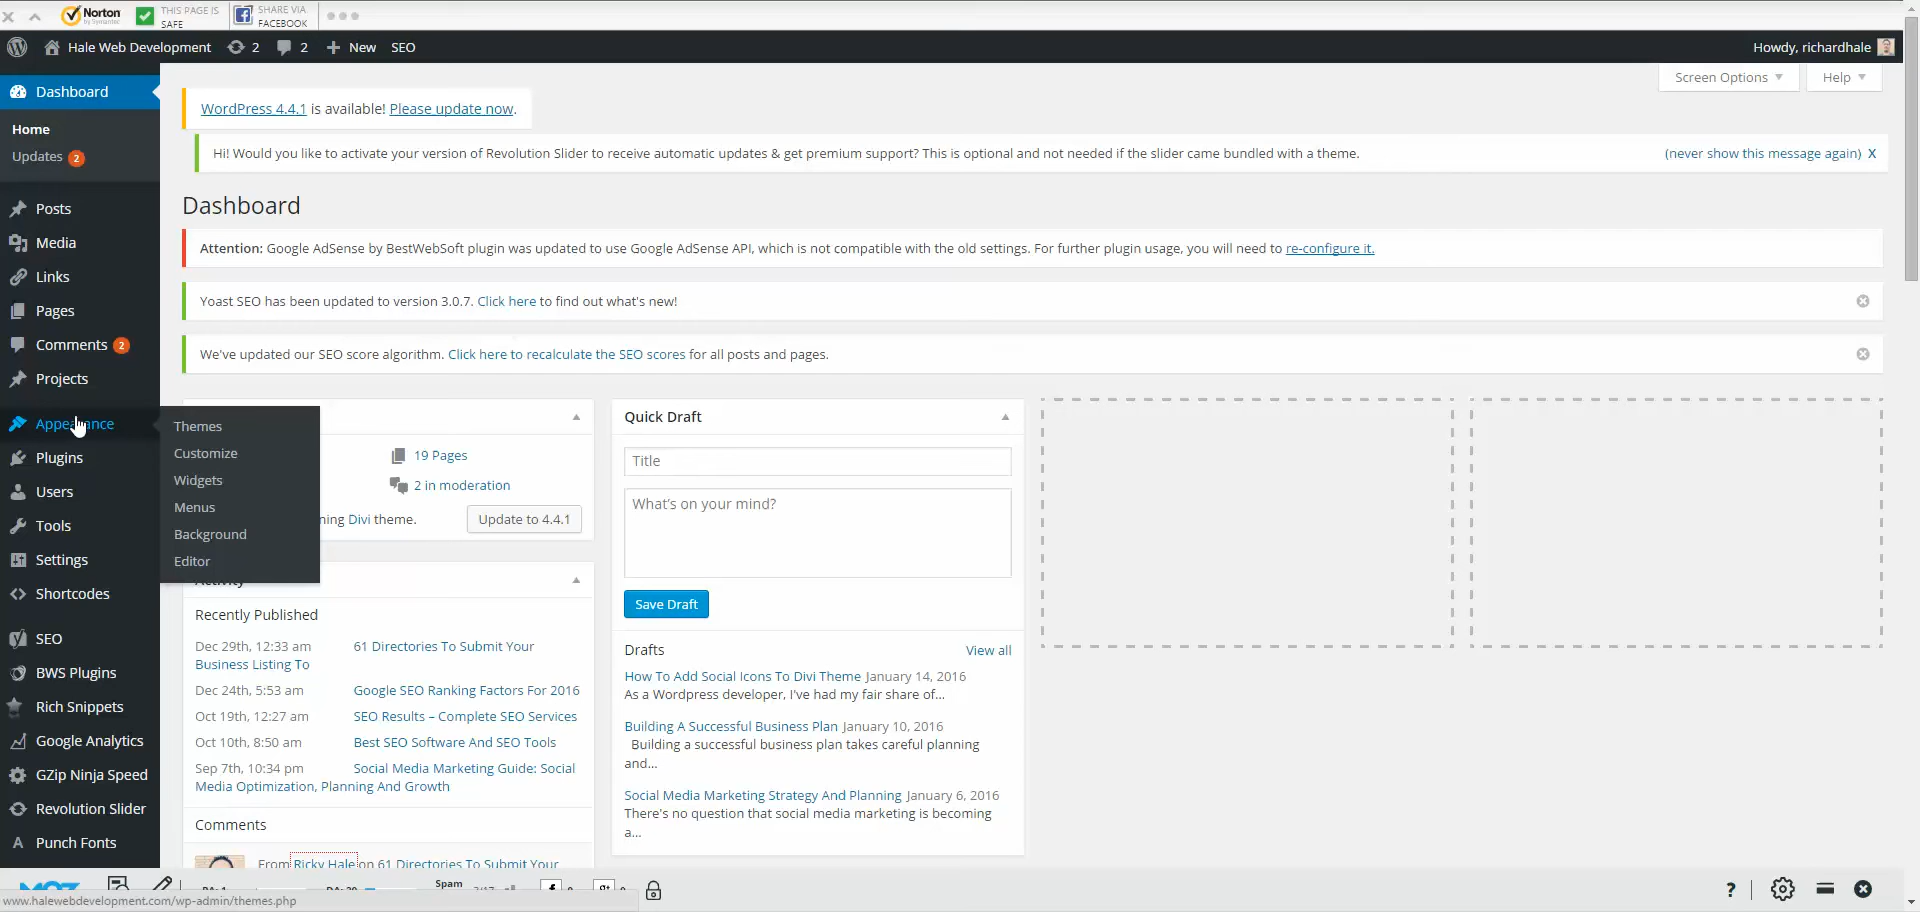 Norton
by Symantec
THIS PAGE IS
SAFE
SHARE VIA
FACEBOOK
Hale Web Development 2 2 New SEO
Howdy, richardhale
Dashboard
Home
Updates 2
Posts
Media
Links
Pages
Comments 2
Projects
Appearance
Plugins
Users
Tools
Settings
Shortcodes
SEO
BWS Plugins
Rich Snippets
Google Analytics
GZip Ninja Speed
Revolution Slider
Punch Fonts
Themes
Customize
Widgets
Menus
Background
Editor
Screen Options
Help
WordPress 4.4.1 is available! Please update now.
Hi! Would you like to activate your version of Revolution Slider to receive automatic updates & get premium support? This is optional and not needed if the slider came bundled with a theme.
(never show this message again) X
Dashboard
Attention: Google AdSense by BestWebSoft plugin was updated to use Google AdSense API, which is not compatible with the old settings. For further plugin usage, you will need to re-configure it.
Yoast SEO has been updated to version 3.0.7. Click here to find out what's new!
We've updated our SEO score algorithm. Click here to recalculate the SEO scores for all posts and pages.
19 Pages
2 in moderation
ning Divi theme.
Update to 4.4.1
Activity
Recently Published
Dec 29th, 12:33 am 61 Directories To Submit Your
Business Listing To
Dec 24th, 5:53 am Google SEO Ranking Factors For 2016
Oct 19th, 12:27 am SEO Results – Complete SEO Services
Oct 10th, 8:50 am Best SEO Software And SEO Tools
Sep 7th, 10:34 pm Social Media Marketing Guide: Social
Media Optimization, Planning And Growth
Comments
From Ricky Hale on 61 Directories To Submit Your
Quick Draft
Title
What's on your mind?
Save Draft
Drafts
View all
How To Add Social Icons To Divi Theme January 14, 2016
As a Wordpress developer, I've had my fair share of...
Building A Successful Business Plan January 10, 2016
Building a successful business plan takes careful planning
and...
Social Media Marketing Strategy And Planning January 6, 2016
There's no question that social media marketing is becoming
a...
MOZ
Spam
?
www.halewebdevelopment.com/wp-admin/themes.php